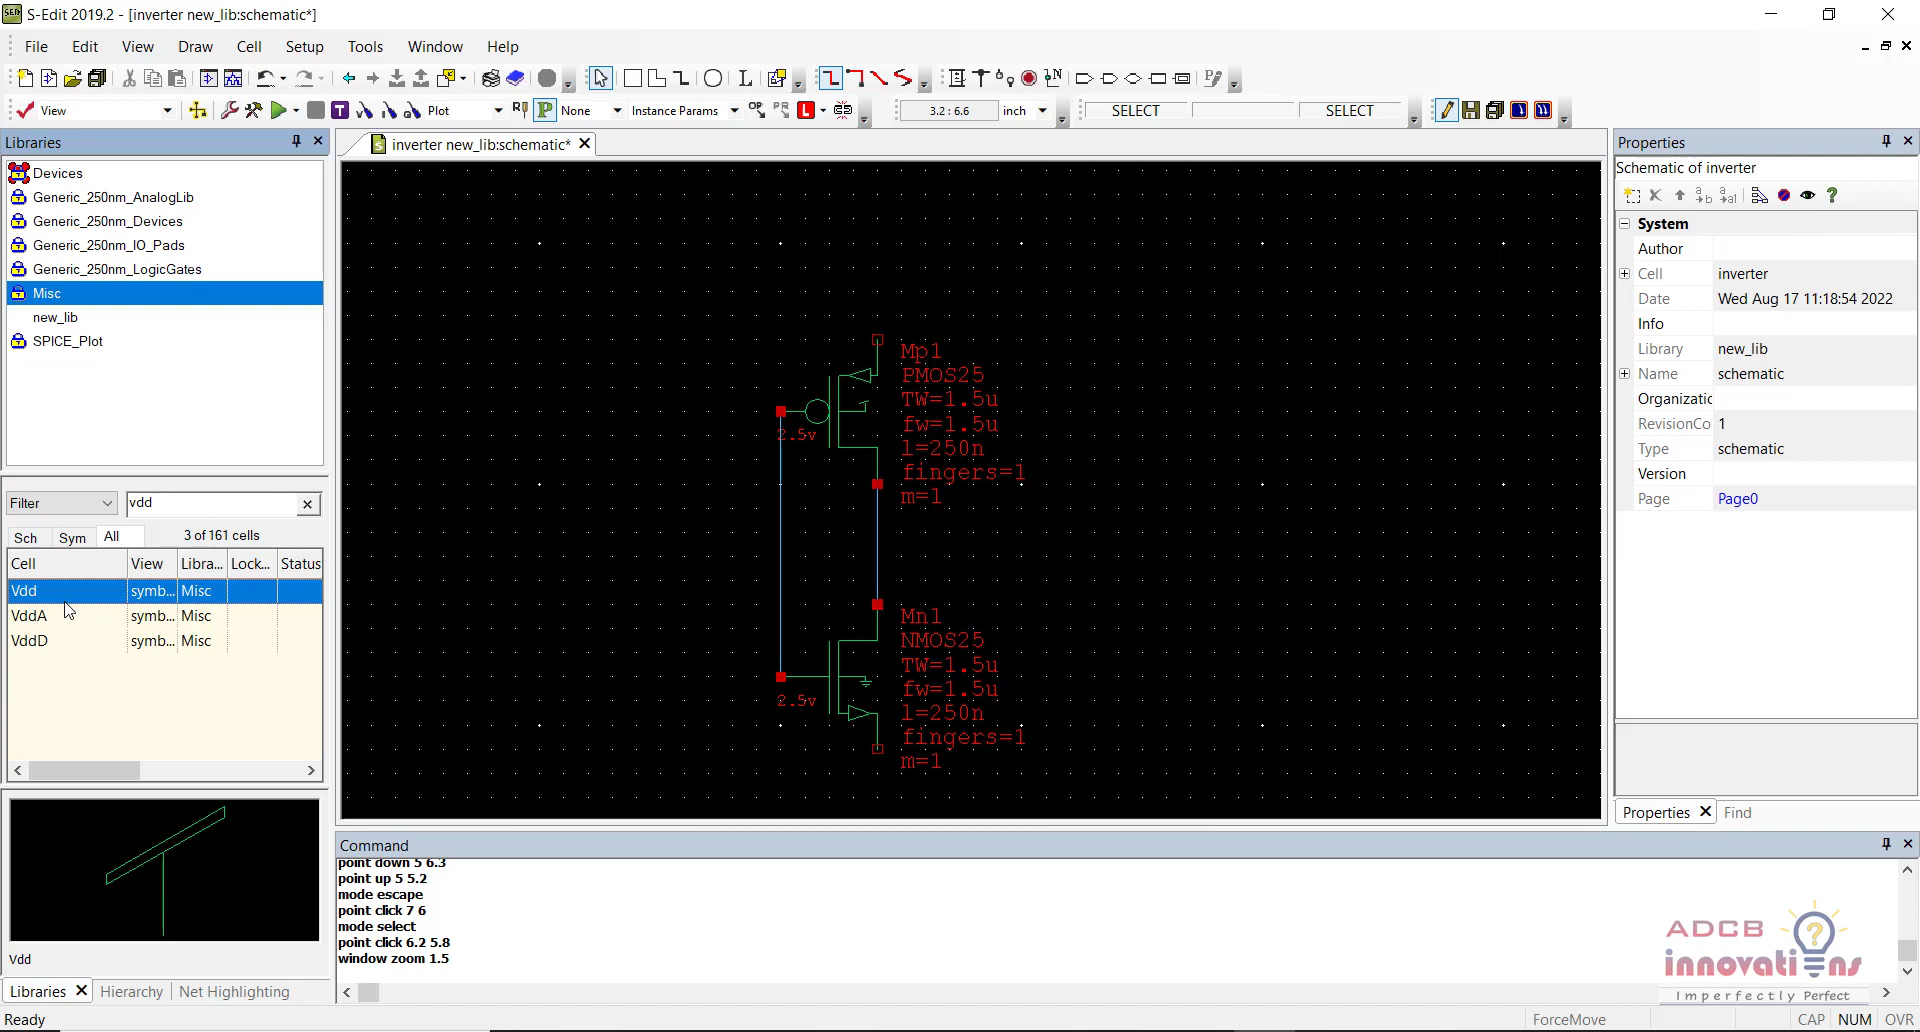 S-Edit 2019.2 - [inverter new_lib:schematic*]
File Edit View Draw Cell Setup Tools Window Help
View Plot None Instance Params 3.2 : 6.6 inch SELECT SELECT
Libraries
Devices
Generic_250nm_AnalogLib
Generic_250nm_Devices
Generic_250nm_IO_Pads
Generic_250nm_LogicGates
Misc
new_lib
SPICE_Plot
Filter vdd
Sch Sym All 3 of 161 cells
Cell View Libra... Lock... Status
Vdd symb... Misc
VddA symb... Misc
VddD symb... Misc
Vdd
Libraries Hierarchy Net Highlighting
inverter new_lib:schematic*
Mp1
PMOS25
TW=1.5u
fw=1.5u
l=250n
fingers=1
m=1
2.5v
Mn1
NMOS25
TW=1.5u
fw=1.5u
l=250n
fingers=1
m=1
2.5v
Command
point down 5 6.3
point up 5 5.2
mode escape
point click 7 6
mode select
point click 6.2 5.8
window zoom 1.5
Properties
Schematic of inverter
System
Author
Cell inverter
Date Wed Aug 17 11:18:54 2022
Info
Library new_lib
Name schematic
Organizatic
RevisionCo 1
Type schematic
Version
Page Page0
Properties Find
ADCB
innovations
Imperfectly Perfect
Ready ForceMove CAP NUM OVR